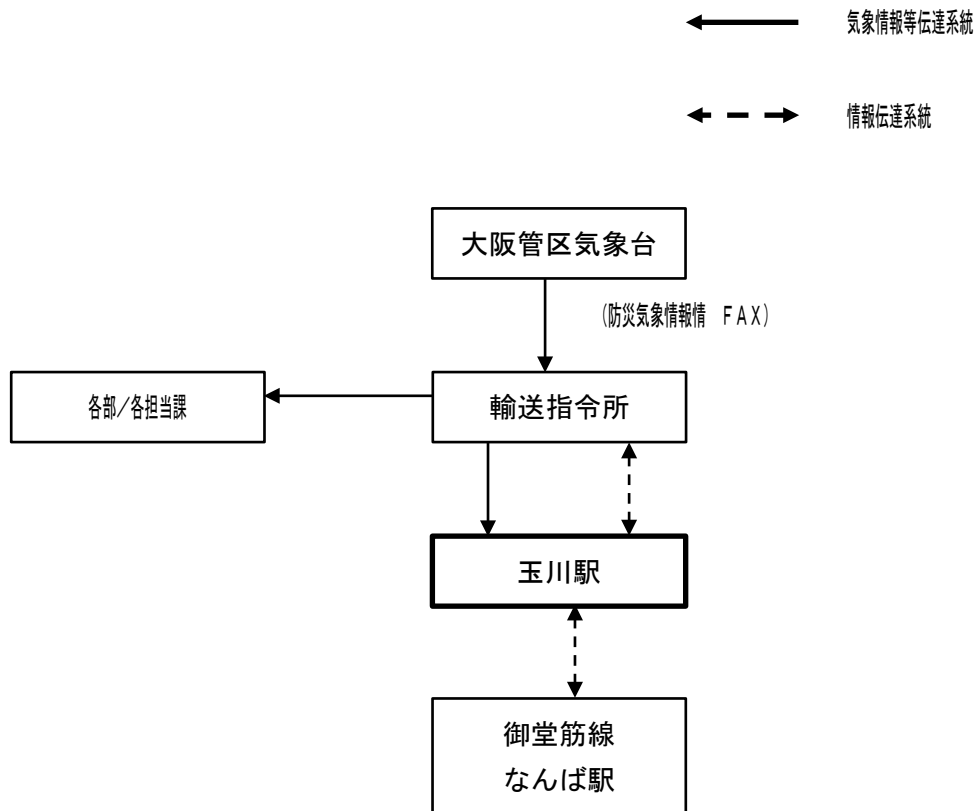 気象情報等伝達系統
情報伝達系統
大阪管区気象台
(防災気象情報情　ＦＡＸ)
各部／各担当課
輸送指令所
玉川駅
御堂筋線
なんば駅